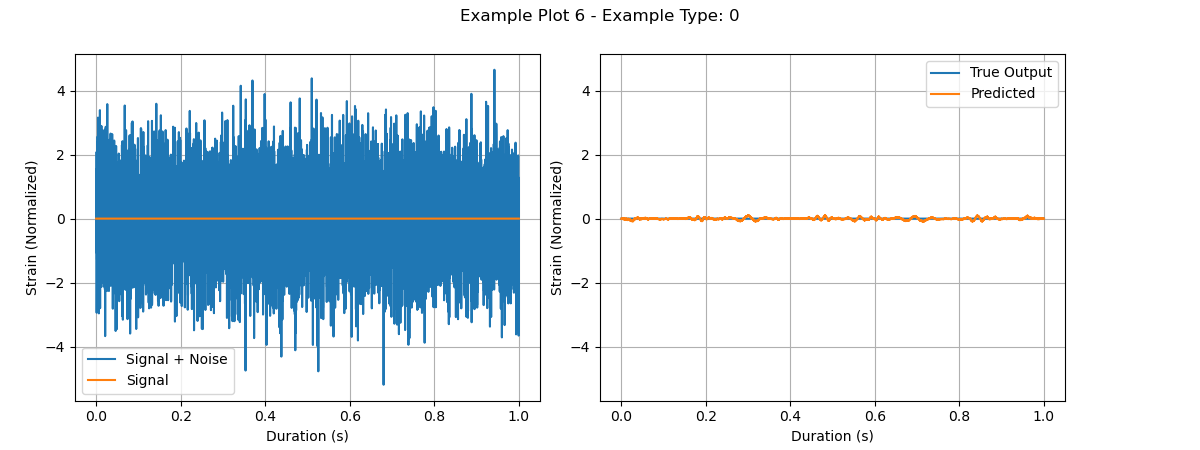 Example Plot 6 - Example Type: 0
Strain (Normalized)
4
2
0
−2
−4
Signal + Noise
Signal
0.0 0.2 0.4 0.6 0.8 1.0
Duration (s)
Strain (Normalized)
4
2
0
−2
−4
True Output
Predicted
0.0 0.2 0.4 0.6 0.8 1.0
Duration (s)